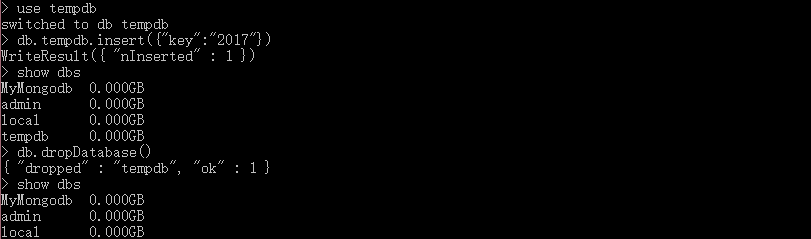 > use tempdb
switched to db tempdb
> db.tempdb.insert({"key":"2017"})
WriteResult({ "nInserted" : 1 })
> show dbs
MyMongodb  0.000GB
admin      0.000GB
local      0.000GB
tempdb     0.000GB
> db.dropDatabase()
{ "dropped" : "tempdb", "ok" : 1 }
> show dbs
MyMongodb  0.000GB
admin      0.000GB
local      0.000GB